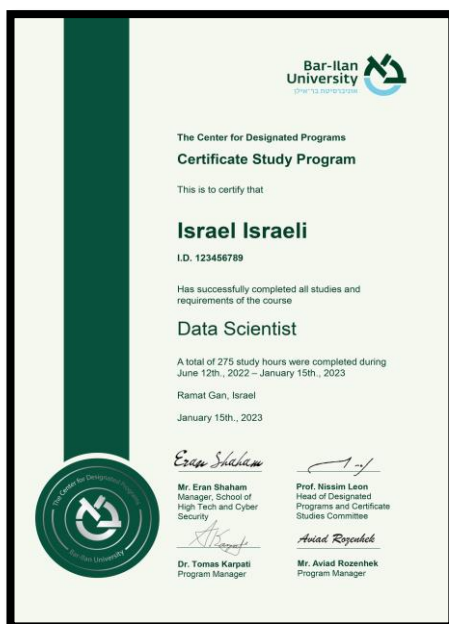 Bar-Ilan
University
אוניברסיטת בר־אילן
The Center for Designated Programs
Certificate Study Program
This is to certify that
Israel Israeli
I.D. 123456789
Has successfully completed all studies and
requirements of the course
Data Scientist
A total of 275 study hours were completed during
June 12th., 2022 – January 15th., 2023
Ramat Gan, Israel
January 15th., 2023
Eran Shaham
Mr. Eran Shaham
Manager, School of
High Tech and Cyber
Security
Prof. Nissim Leon
Head of Designated
Programs and Certificate
Studies Committee
Aviad Rozenhek
Dr. Tomas Karpati
Program Manager
Mr. Aviad Rozenhek
Program Manager
The Center for Designated Programs
Bar-Ilan University